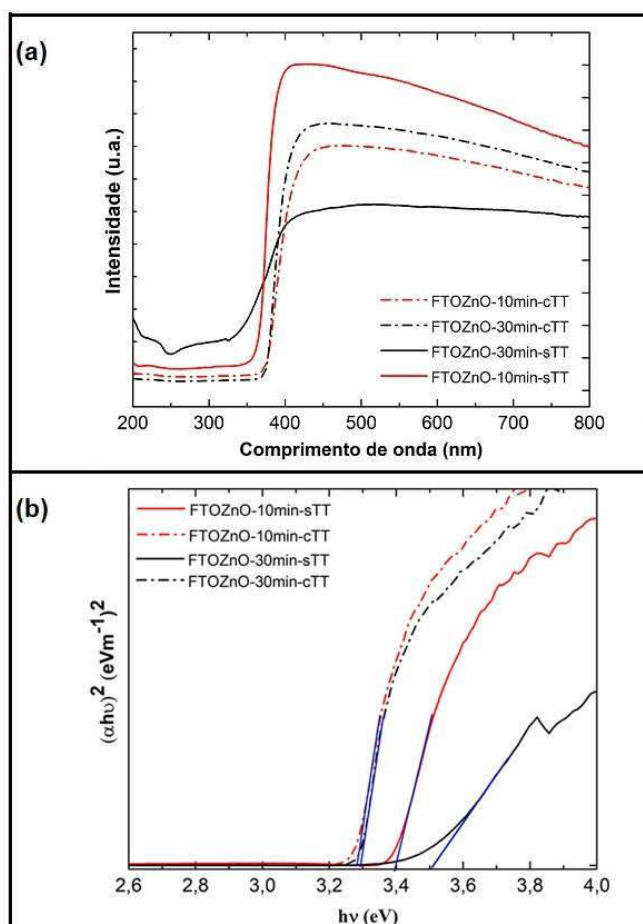 (a)
Intensidade (u.a.)
FTOZnO-10min-cTT
FTOZnO-30min-cTT
FTOZnO-30min-sTT
FTOZnO-10min-sTT
200 300 400 500 600 700 800
Comprimento de onda (nm)
(b)
FTOZnO-10min-sTT
FTOZnO-10min-cTT
FTOZnO-30min-sTT
FTOZnO-30min-cTT
(αhυ)² (eVm⁻¹)²
2,6 2,8 3,0 3,2 3,4 3,6 3,8 4,0
hν (eV)